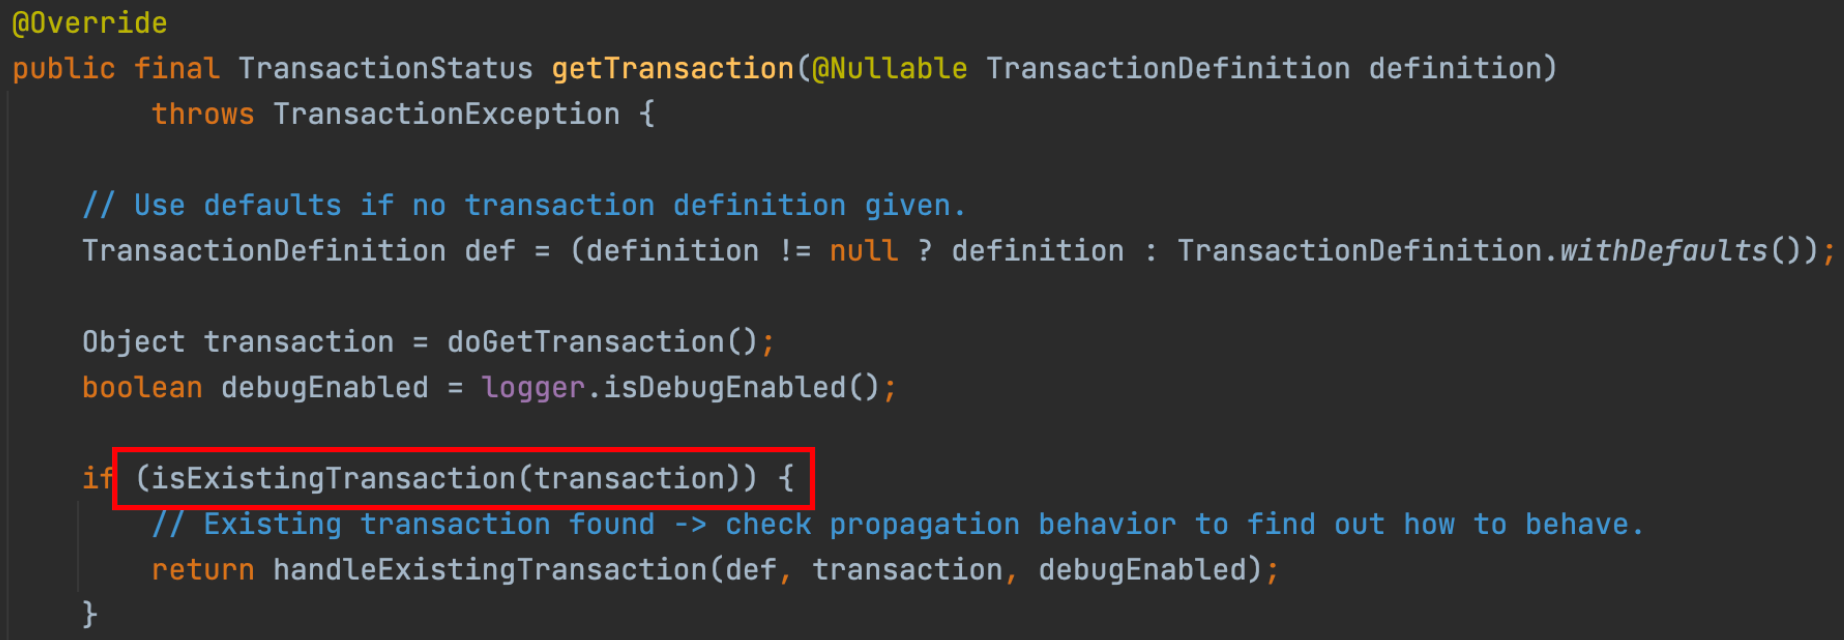 @Override
public final TransactionStatus getTransaction(@Nullable TransactionDefinition definition)
throws TransactionException {
// Use defaults if no transaction definition given.
TransactionDefinition def = (definition != null ? definition : TransactionDefinition.withDefaults());
Object transaction = doGetTransaction();
boolean debugEnabled = logger.isDebugEnabled();
if (isExistingTransaction(transaction)) {
// Existing transaction found -> check propagation behavior to find out how to behave.
return handleExistingTransaction(def, transaction, debugEnabled);
}